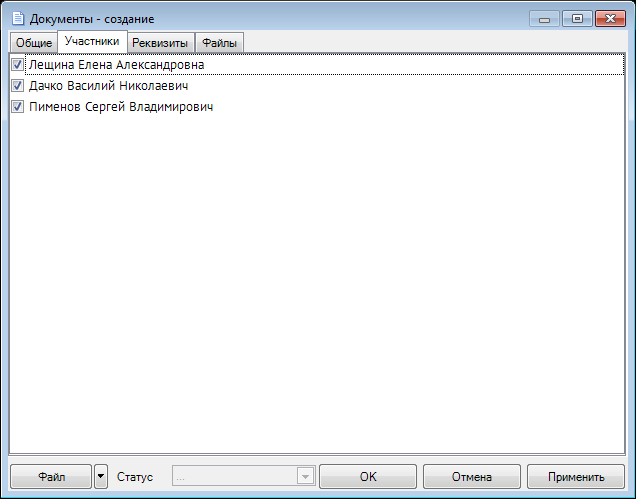 Документы - создание
Общие Участники Реквизиты Файлы
Лещина Елена Александровна
Дачко Василий Николаевич
Пименов Сергей Владимирович
Файл Статус ... OK Отмена Применить